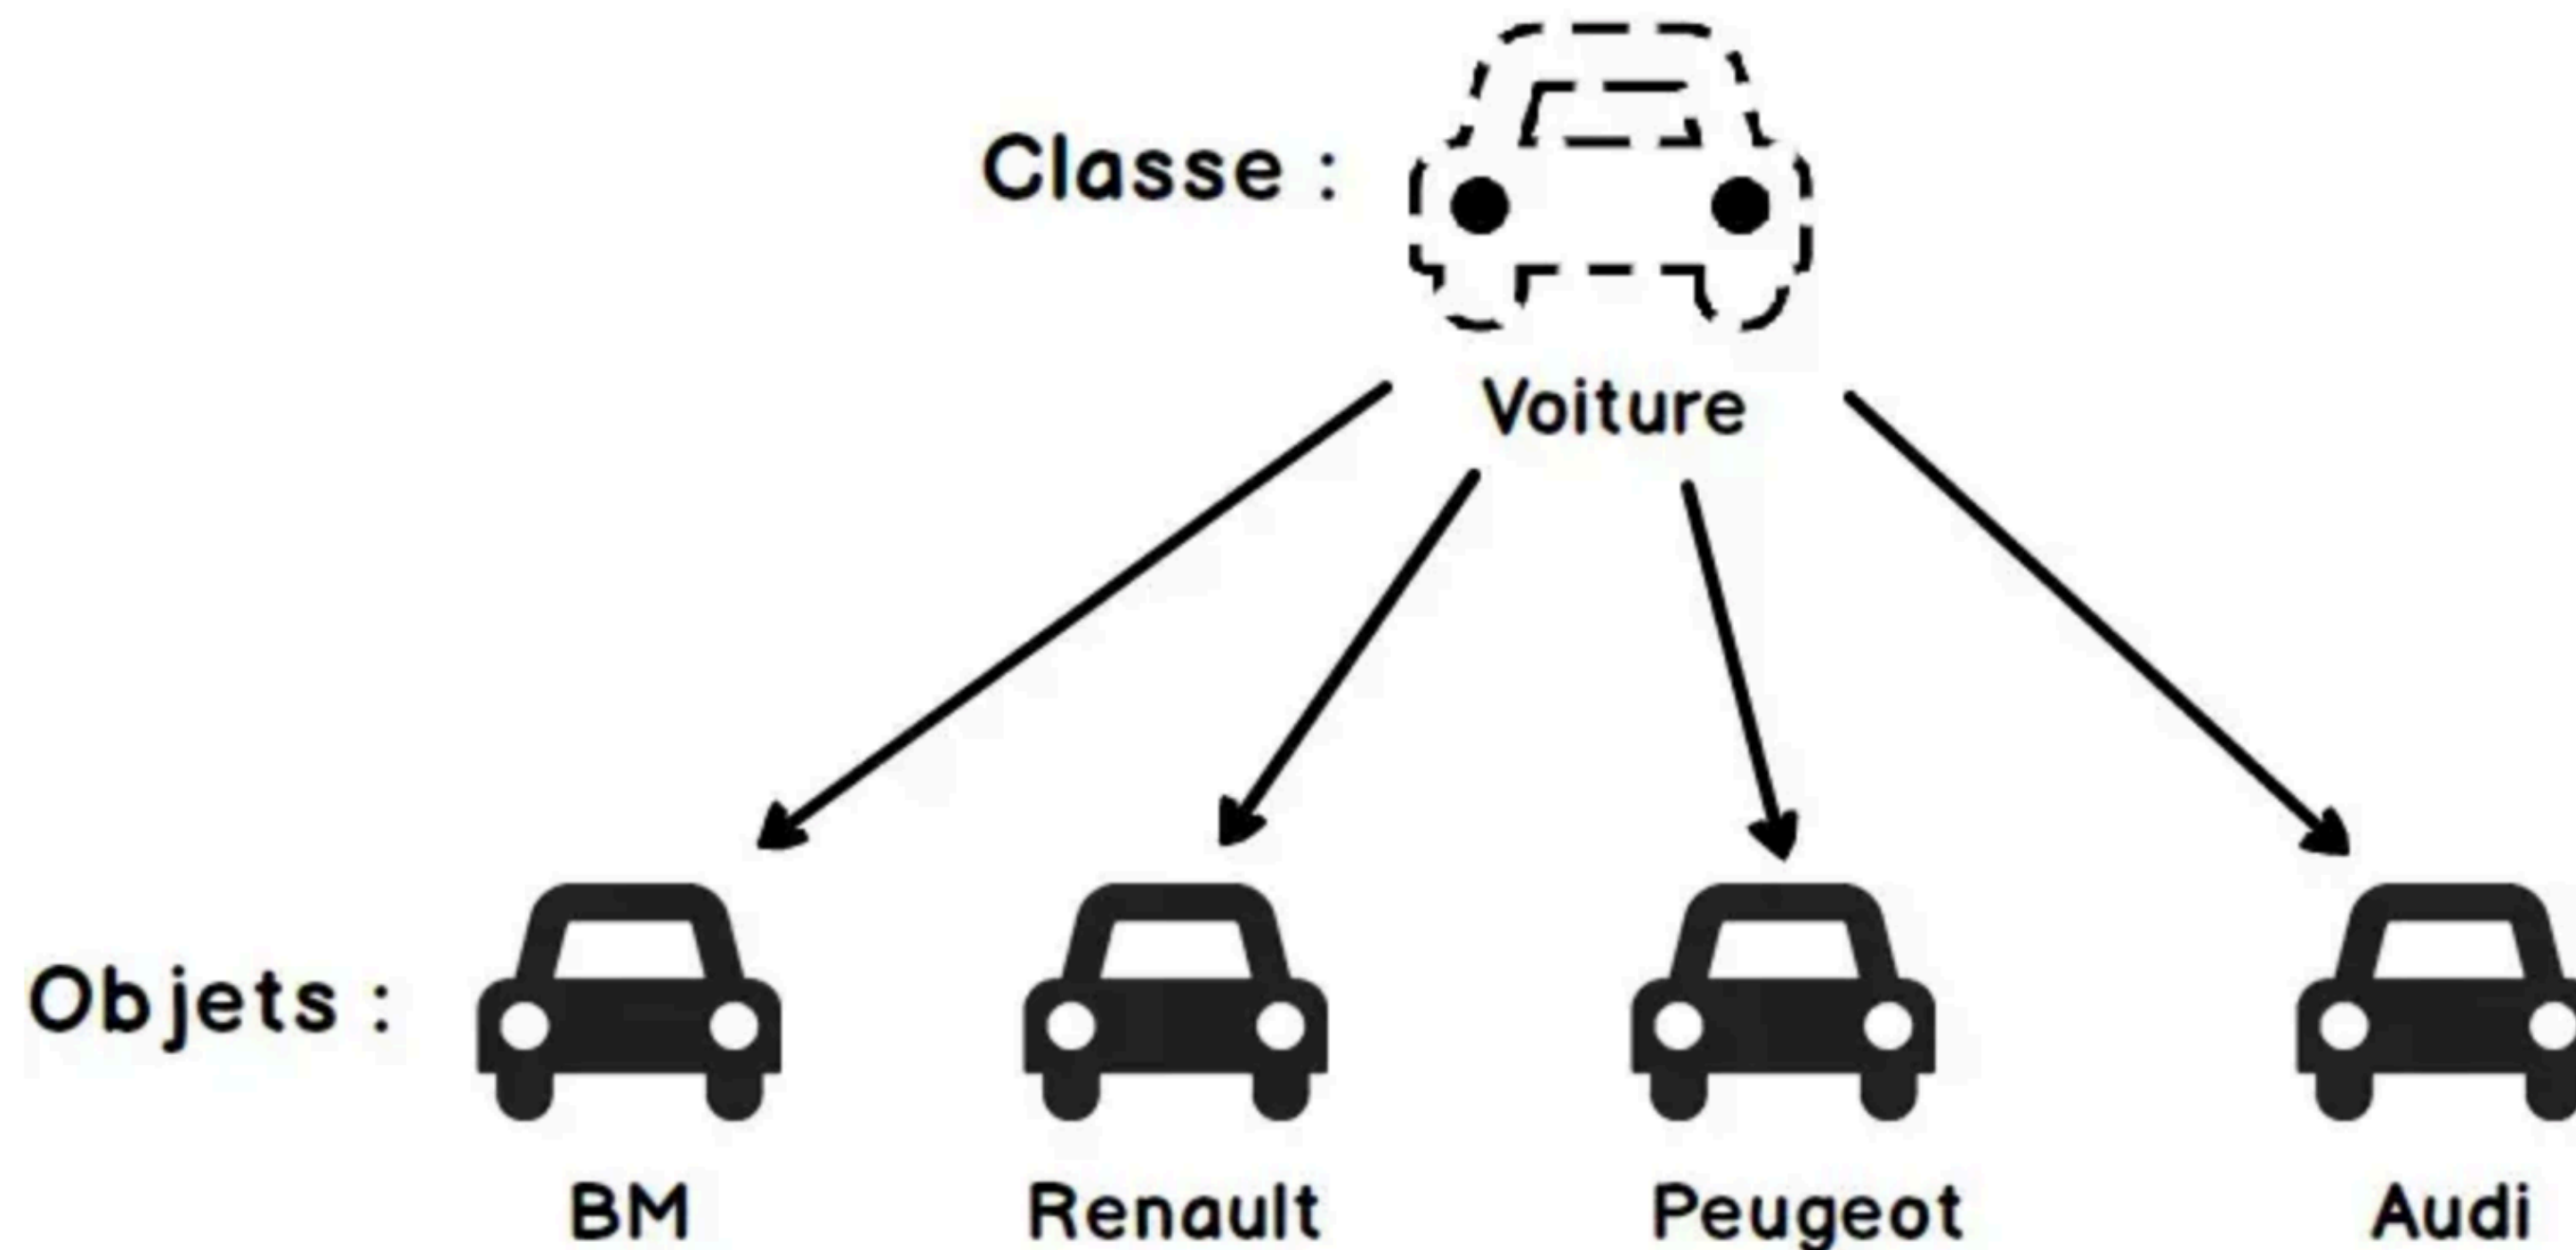 Classe :
Voiture
Objets :
BM
Renault
Peugeot
Audi